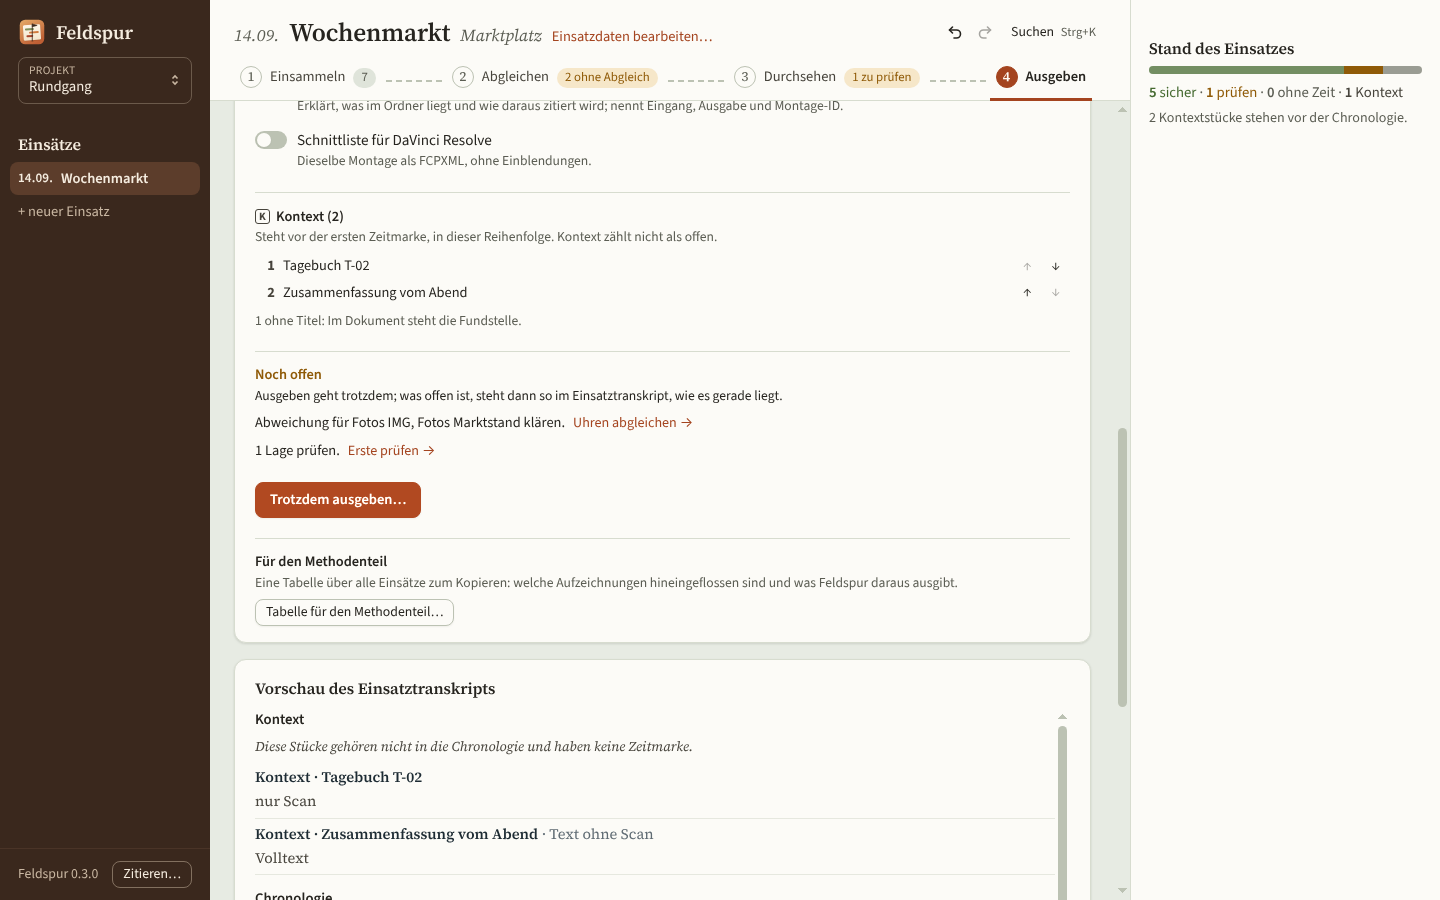 Feldspur
PROJEKT
Rundgang
Einsätze
14.09. Wochenmarkt
+ neuer Einsatz
Feldspur 0.3.0 Zitieren…
14.09. Wochenmarkt Marktplatz Einsatzdaten bearbeiten…
Suchen Strg+K
1 Einsammeln 7 2 Abgleichen 2 ohne Abgleich 3 Durchsehen 1 zu prüfen 4 Ausgeben
Erklärt, was im Ordner liegt und wie daraus zitiert wird; nennt Eingang, Ausgabe und Montage-ID.
Schnittliste für DaVinci Resolve
Dieselbe Montage als FCPXML, ohne Einblendungen.
K Kontext (2)
Steht vor der ersten Zeitmarke, in dieser Reihenfolge. Kontext zählt nicht als offen.
1 Tagebuch T-02 ↑ ↓
2 Zusammenfassung vom Abend ↑ ↓
1 ohne Titel: Im Dokument steht die Fundstelle.
Noch offen
Ausgeben geht trotzdem; was offen ist, steht dann so im Einsatztranskript, wie es gerade liegt.
Abweichung für Fotos IMG, Fotos Marktstand klären. Uhren abgleichen →
1 Lage prüfen. Erste prüfen →
Trotzdem ausgeben…
Für den Methodenteil
Eine Tabelle über alle Einsätze zum Kopieren: welche Aufzeichnungen hineingeflossen sind und was Feldspur daraus ausgibt.
Tabelle für den Methodenteil…
Vorschau des Einsatztranskripts
Kontext
Diese Stücke gehören nicht in die Chronologie und haben keine Zeitmarke.
Kontext · Tagebuch T-02
nur Scan
Kontext · Zusammenfassung vom Abend · Text ohne Scan
Volltext
Chronologie
Stand des Einsatzes
5 sicher · 1 prüfen · 0 ohne Zeit · 1 Kontext
2 Kontextstücke stehen vor der Chronologie.